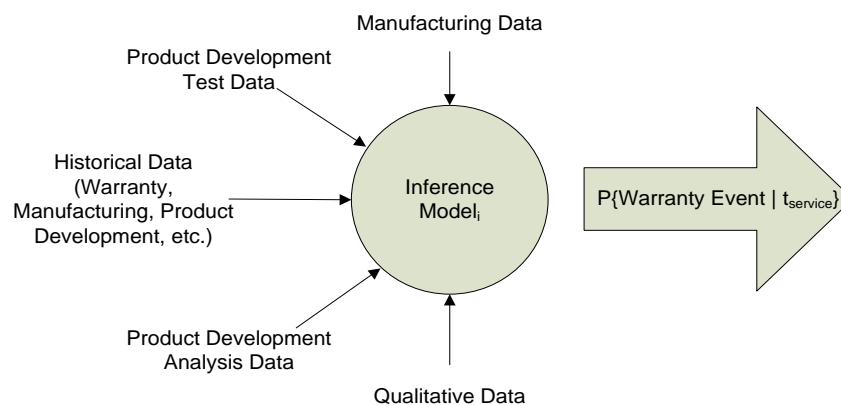 Manufacturing Data
Product Development
Test Data
Historical Data
(Warranty,
Manufacturing, Product
Development, etc.)
Inference
Modelᵢ
P{Warranty Event | t_service}
Product Development
Analysis Data
Qualitative Data